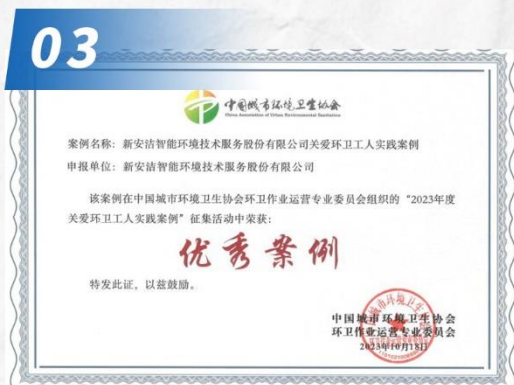 03
中国城市环境卫生协会
China Association of Urban Environmental Sanitation
案例名称：新安洁智能环境技术服务股份有限公司关爱环卫工人实践案例
申报单位：新安洁智能环境技术服务股份有限公司
该案例在中国城市环境卫生协会环卫作业运营专业委员会组织的“2023年度
关爱环卫工人实践案例”征集活动中荣获：
优秀案例
特发此证，以兹鼓励。
中国城市环境卫生协会
环卫作业运营专业委员会
2023年10月18日